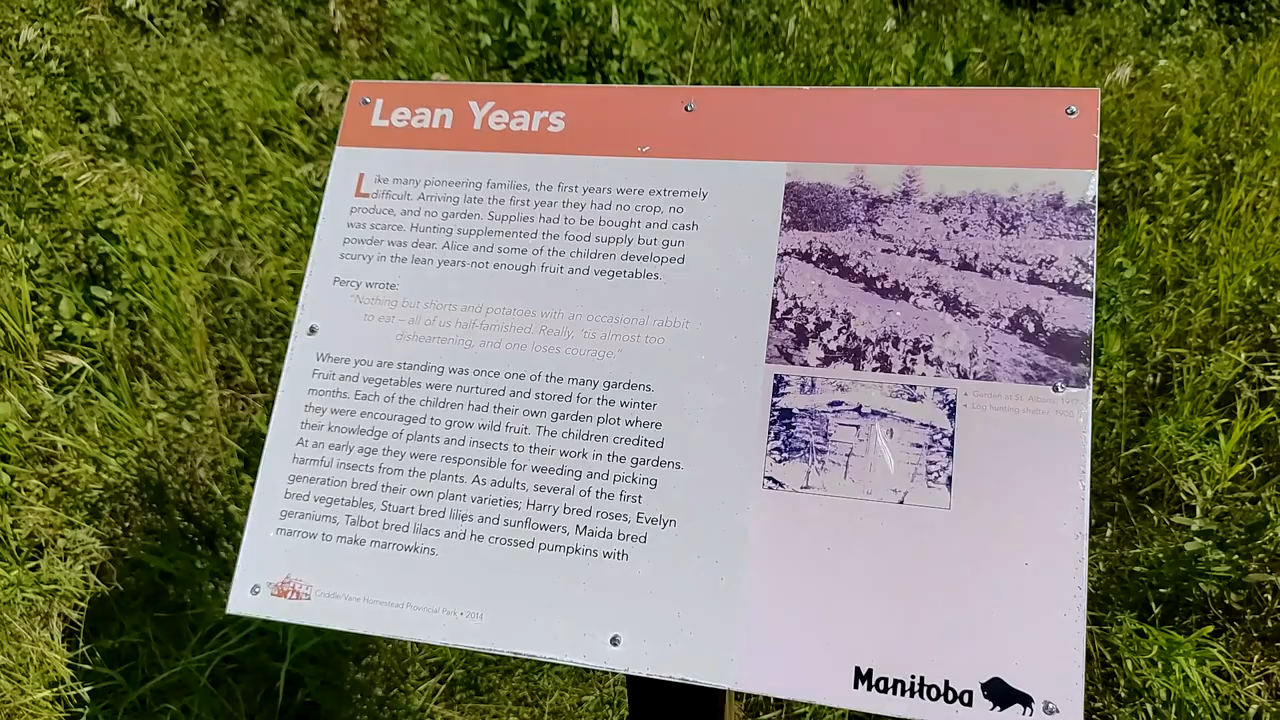 Lean Years
Like many pioneering families, the first years were extremely
difficult. Arriving late the first year they had no crop, no
produce, and no garden. Supplies had to be bought and cash
was scarce. Hunting supplemented the food supply but gun
powder was dear. Alice and some of the children developed
scurvy in the lean years-not enough fruit and vegetables.
Percy wrote:
"Nothing but shorts and potatoes with an occasional rabbit
to eat – all of us half-famished. Really, 'tis almost too
disheartening, and one loses courage."
Where you are standing was once one of the many gardens.
Fruit and vegetables were nurtured and stored for the winter
months. Each of the children had their own garden plot where
they were encouraged to grow wild fruit. The children credited
their knowledge of plants and insects to their work in the gardens.
At an early age they were responsible for weeding and picking
harmful insects from the plants. As adults, several of the first
generation bred their own plant varieties; Harry bred roses, Evelyn
bred vegetables, Stuart bred lilies and sunflowers, Maida bred
geraniums, Talbot bred lilacs and he crossed pumpkins with
marrow to make marrowkins.
▲ Garden at St. Albans,
◄ Log hunting shelter,
Criddle/Vane Homestead Provincial Park • 2014
Manitoba